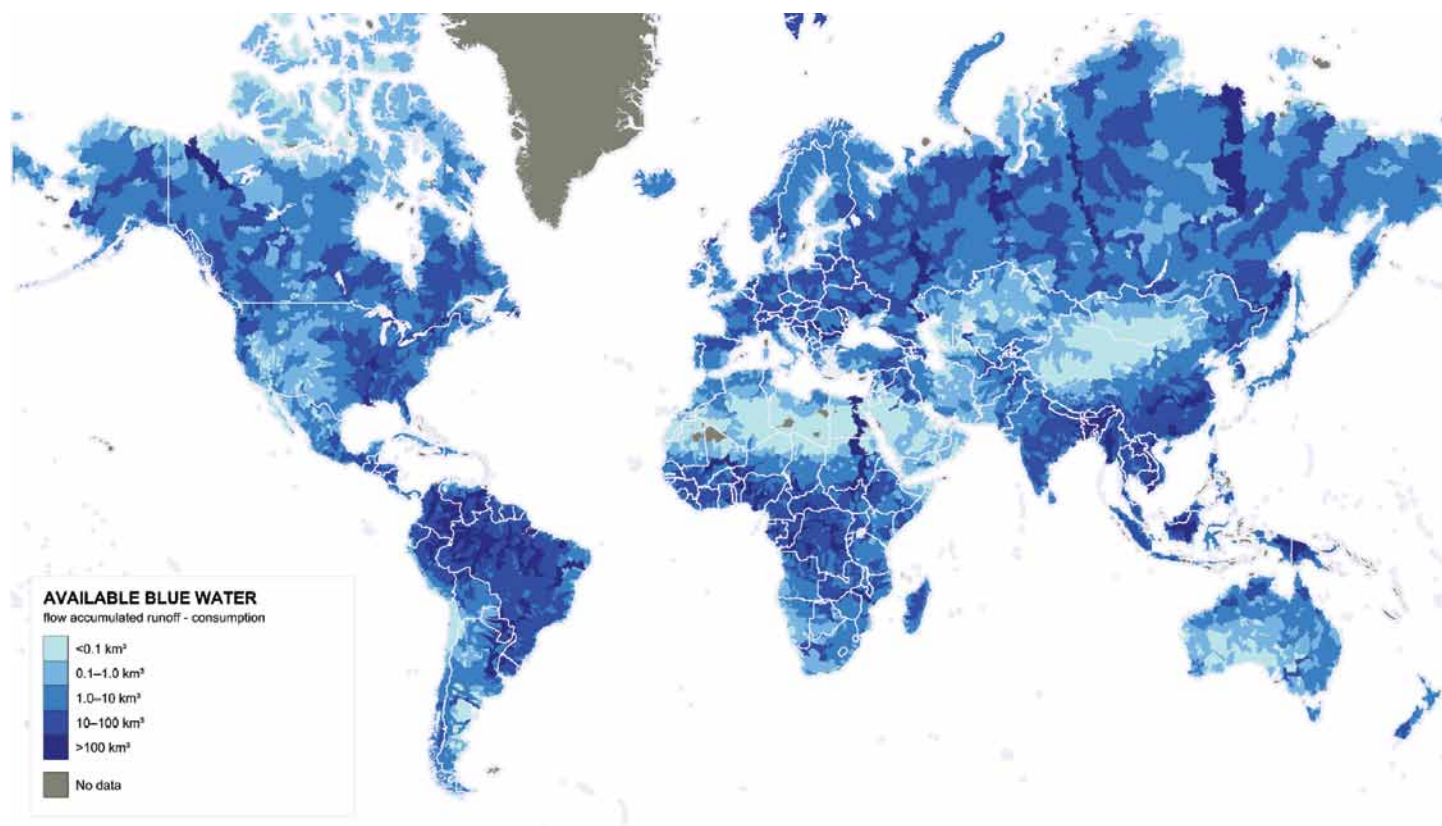 AVAILABLE BLUE WATER
flow accumulated runoff - consumption
<0.1 km³
0.1–1.0 km³
1.0–10 km³
10–100 km³
>100 km³
No data